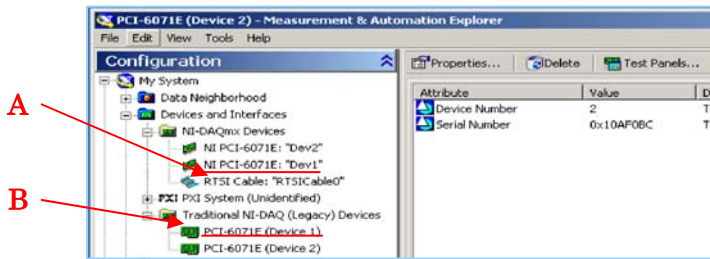 PCI-6071E (Device 2) - Measurement & Auto
File Edit View Tools Help
Configuration
My System
Data Neighborhood
Devices and Interfaces
NI-DAQmx Devices
NI PCI-6071E: "Dev2"
NI PCI-6071E: "Dev1"
RTSI Cable: "RTSICable0"
PXI PXI System (Unidentified)
Traditional NI-DAQ (Legacy) Devices
PCI-6071E (Device 1)
PCI-6071E (Device 2)
A
B
Properties... Delete Test Panels...
Attribute Value D
Device Number 2 T
Serial Number 0x10AF0BC T